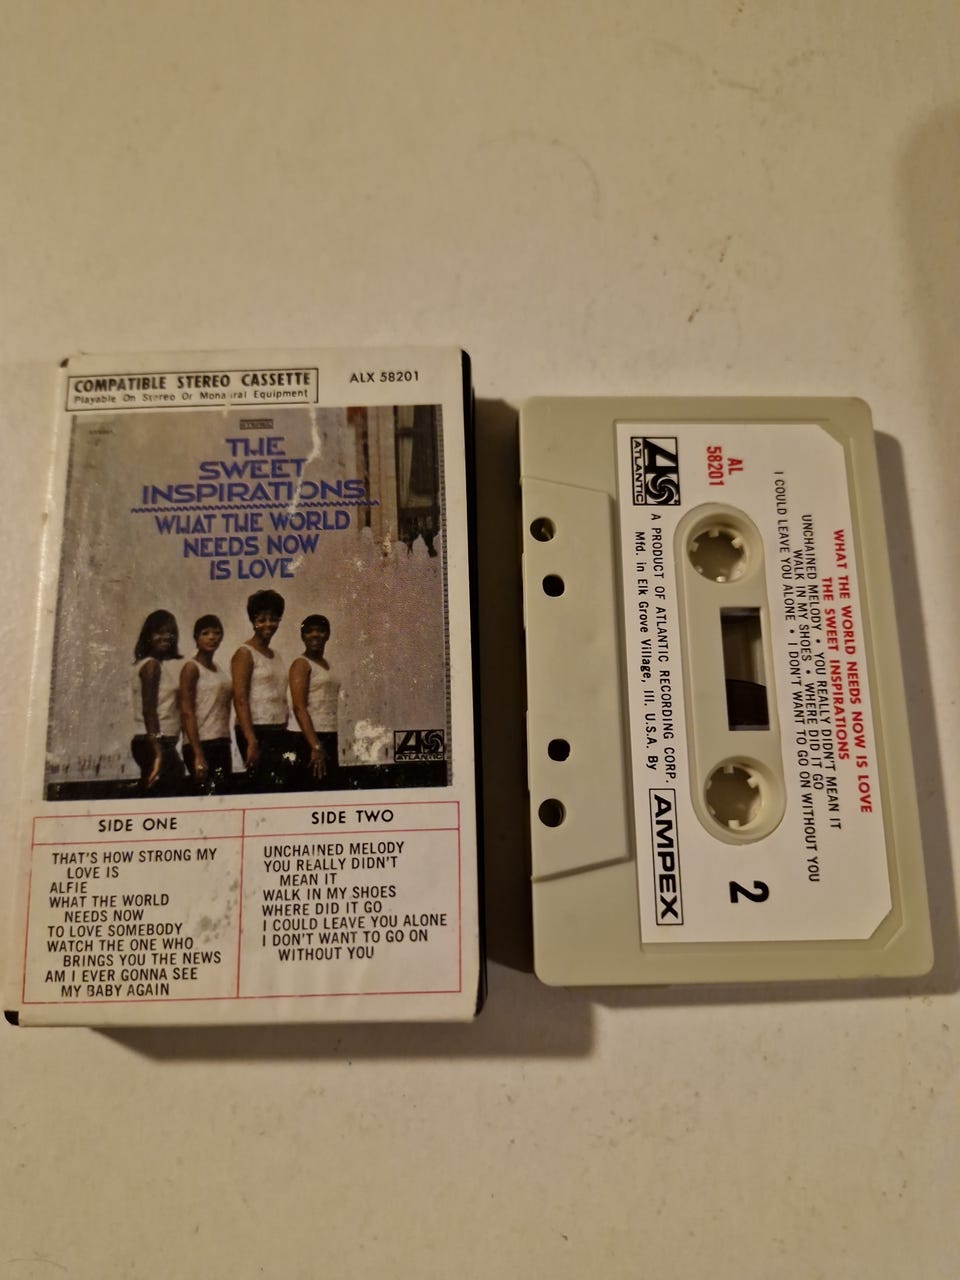 COMPATIBLE STEREO CASSETTE
Playable On Stereo Or Monaural Equipment
ALX 58201
STEREO
THE
SWEET
INSPIRATIONS
WHAT THE WORLD
NEEDS NOW
IS LOVE
ATLANTIC
SIDE ONE
THAT'S HOW STRONG MY
LOVE IS
ALFIE
WHAT THE WORLD
NEEDS NOW
TO LOVE SOMEBODY
WATCH THE ONE WHO
BRINGS YOU THE NEWS
AM I EVER GONNA SEE
MY BABY AGAIN
SIDE TWO
UNCHAINED MELODY
YOU REALLY DIDN'T
MEAN IT
WALK IN MY SHOES
WHERE DID IT GO
I COULD LEAVE YOU ALONE
I DON'T WANT TO GO ON
WITHOUT YOU
WHAT THE WORLD NEEDS NOW IS LOVE
THE SWEET INSPIRATIONS
UNCHAINED MELODY • YOU REALLY DIDN'T MEAN IT
WALK IN MY SHOES • WHERE DID IT GO
I COULD LEAVE YOU ALONE • I DON'T WANT TO GO ON WITHOUT YOU
AL
58201
2
ATLANTIC
A PRODUCT OF ATLANTIC RECORDING CORP.
Mfd. in Elk Grove Village, Ill. U.S.A. By
AMPEX